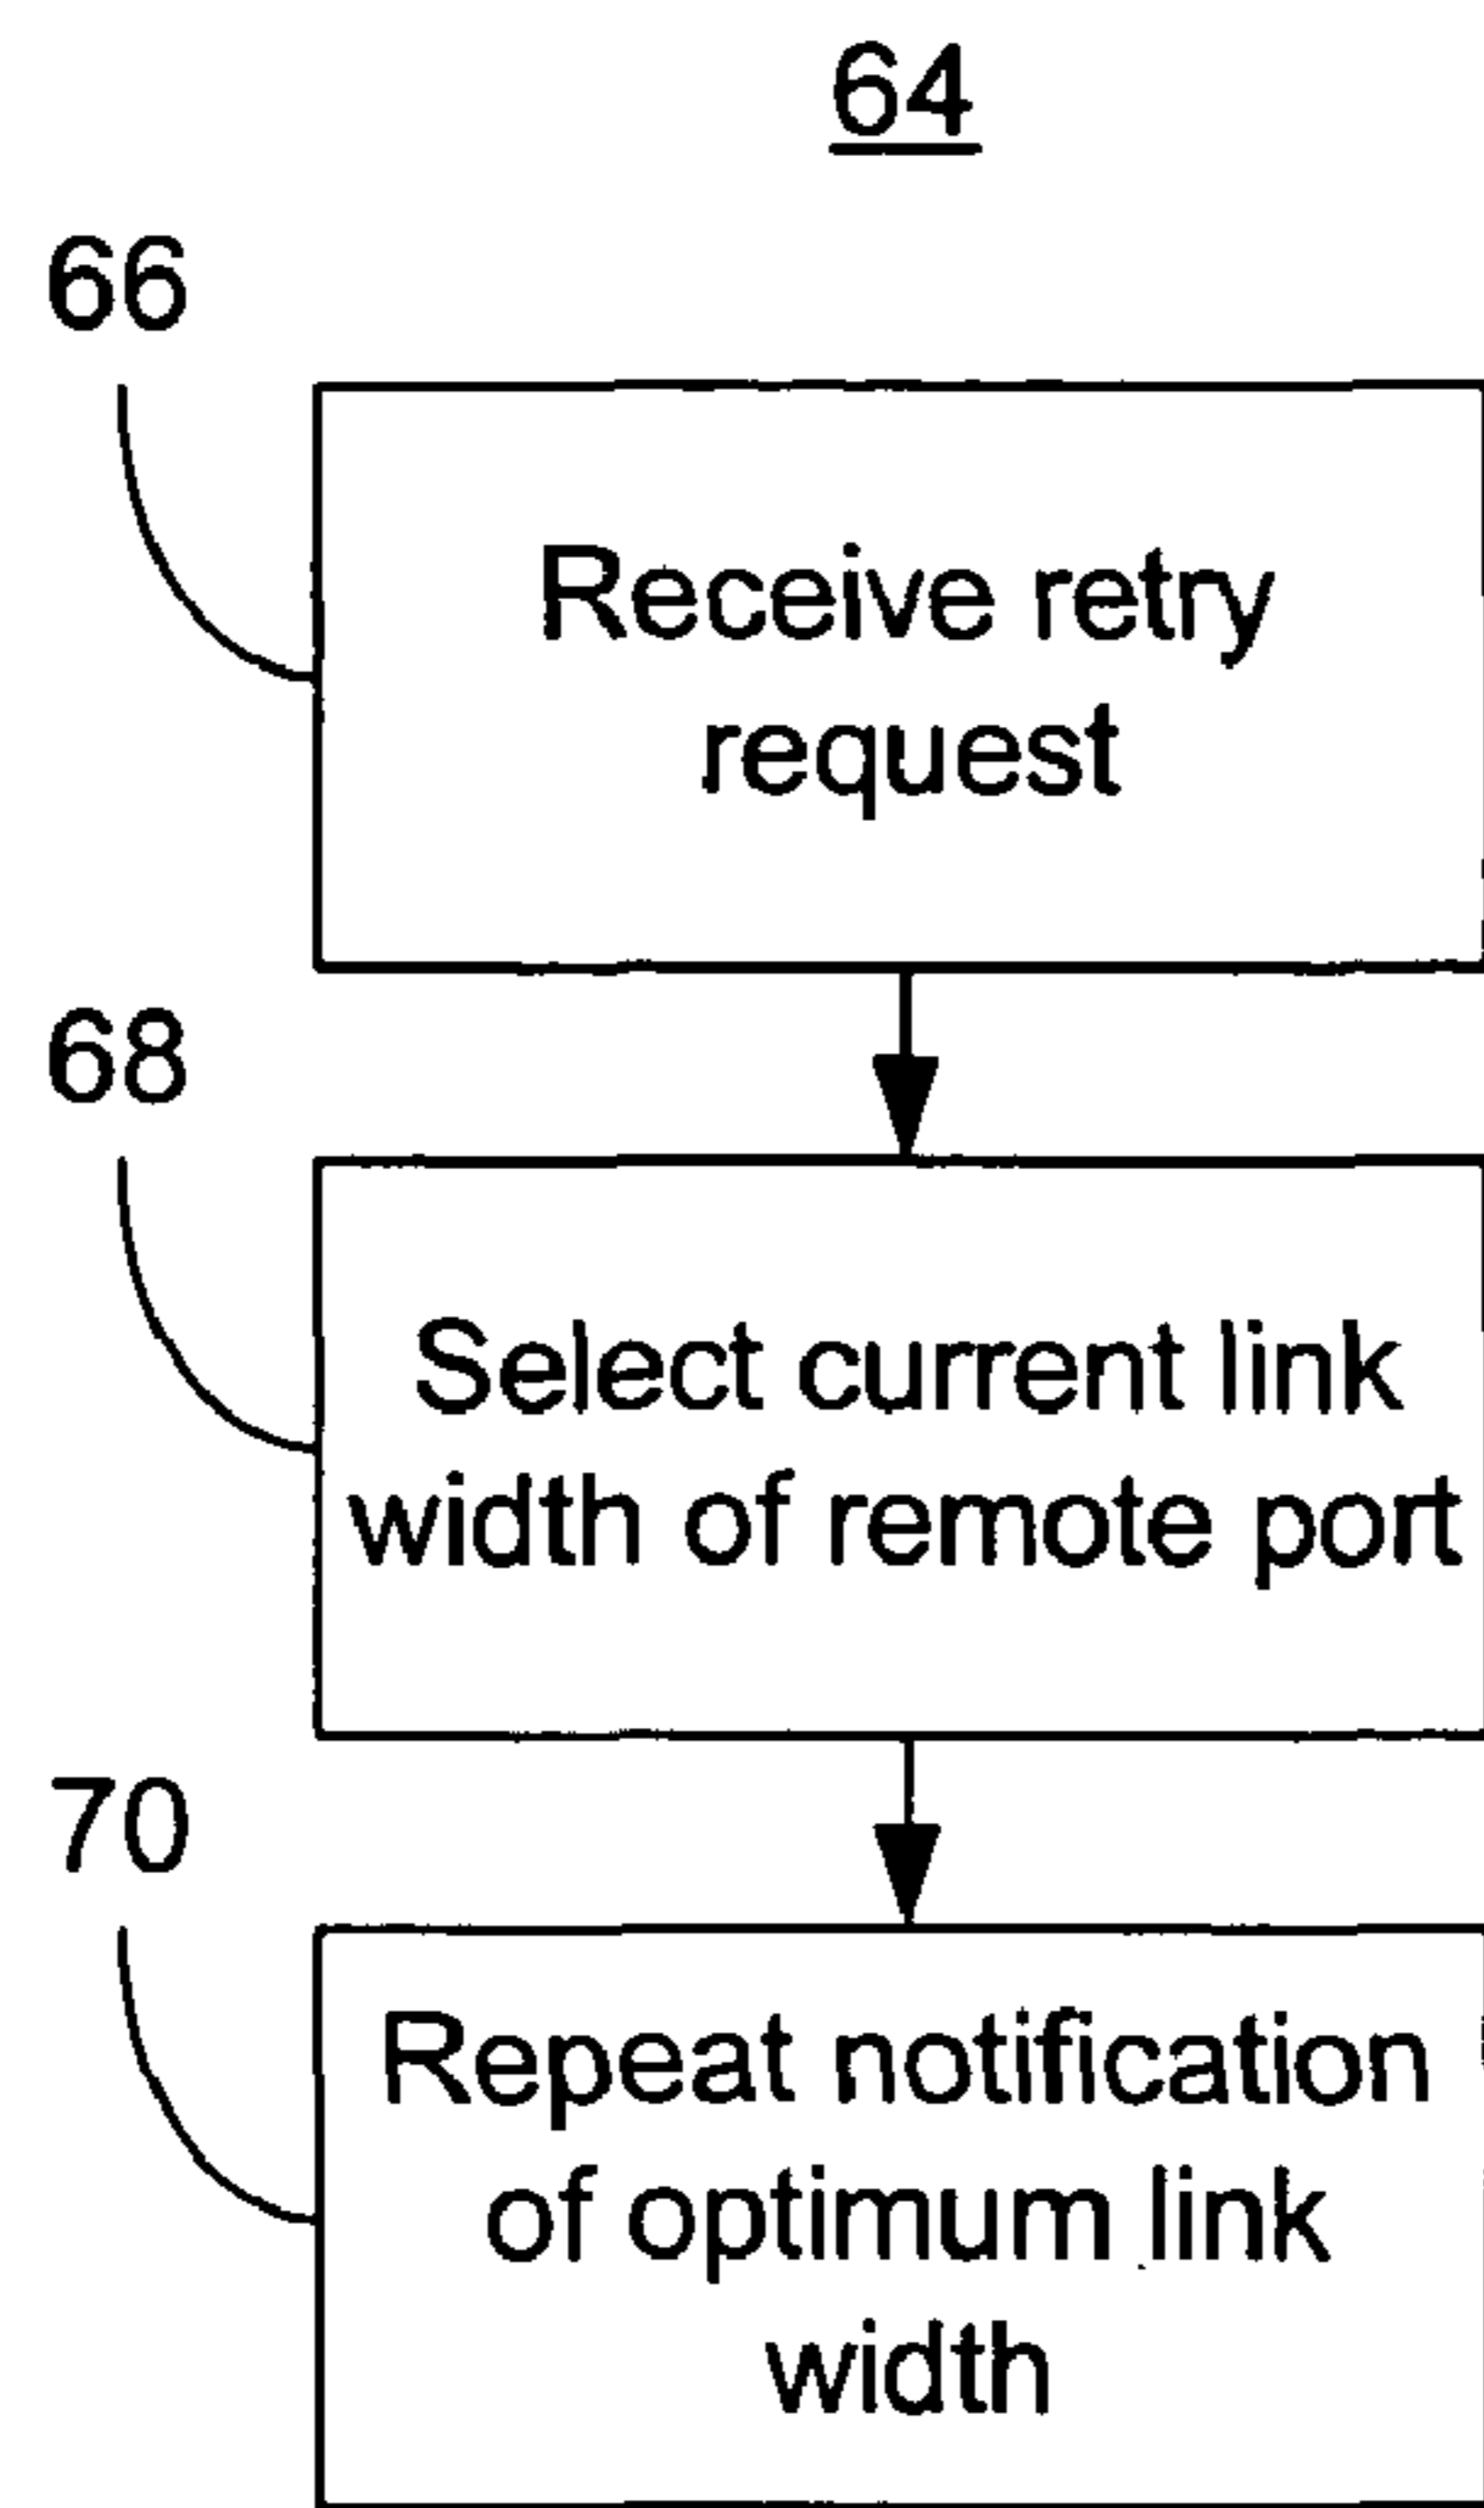 64
66
Receive retry
request
68
Select current link
width of remote port
70
Repeat notification
of optimum link
width